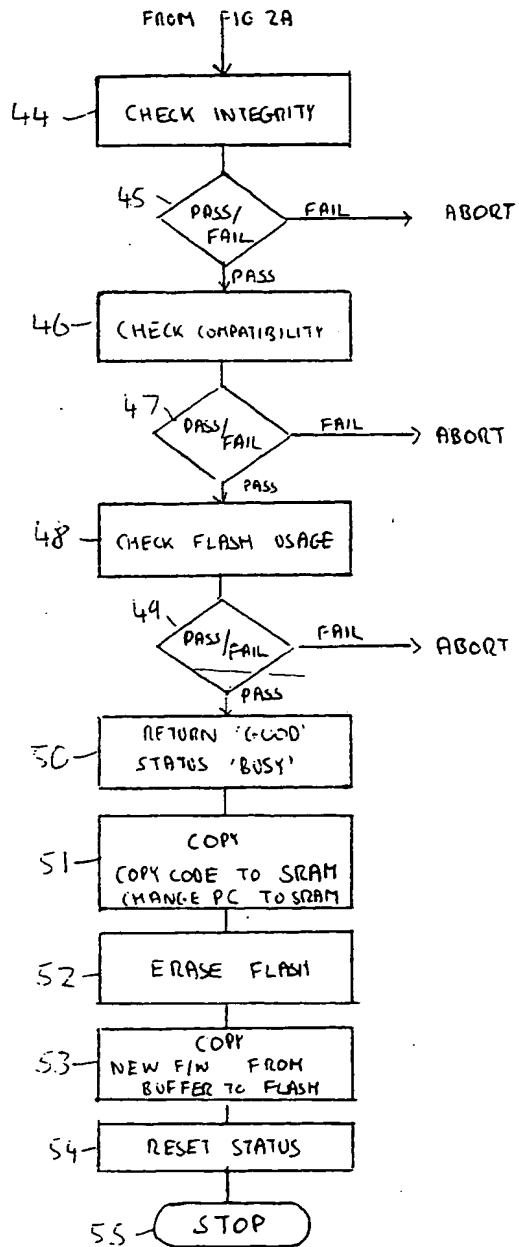 FROM FIG 2A
44
CHECK INTEGRITY
45
PASS/
FAIL
FAIL
ABORT
PASS
46
CHECK COMPATIBILITY
47
PASS/
FAIL
FAIL
ABORT
PASS
48
CHECK FLASH USAGE
49
PASS/FAIL
FAIL
ABORT
PASS
50
RETURN 'GOOD'
STATUS 'BUSY'
51
COPY
COPY CODE TO SRAM
CHANGE PC TO SRAM
52
ERASE FLASH
53
COPY
NEW F/W FROM
BUFFER TO FLASH
54
RESET STATUS
55
STOP